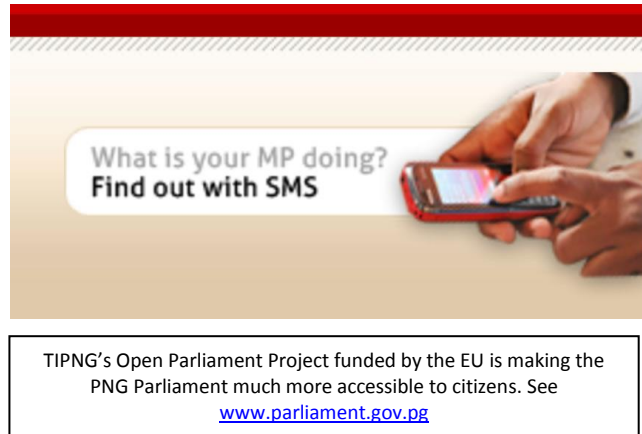 What is your MP doing?
Find out with SMS
TIPNG’s Open Parliament Project funded by the EU is making the
PNG Parliament much more accessible to citizens. See
www.parliament.gov.pg